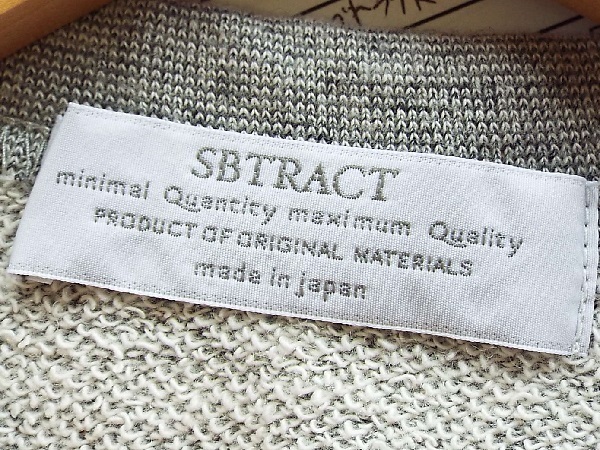 SBTRACT
minimal Quantity maximum Quality
PRODUCT OF ORIGINAL MATERIALS
made in japan